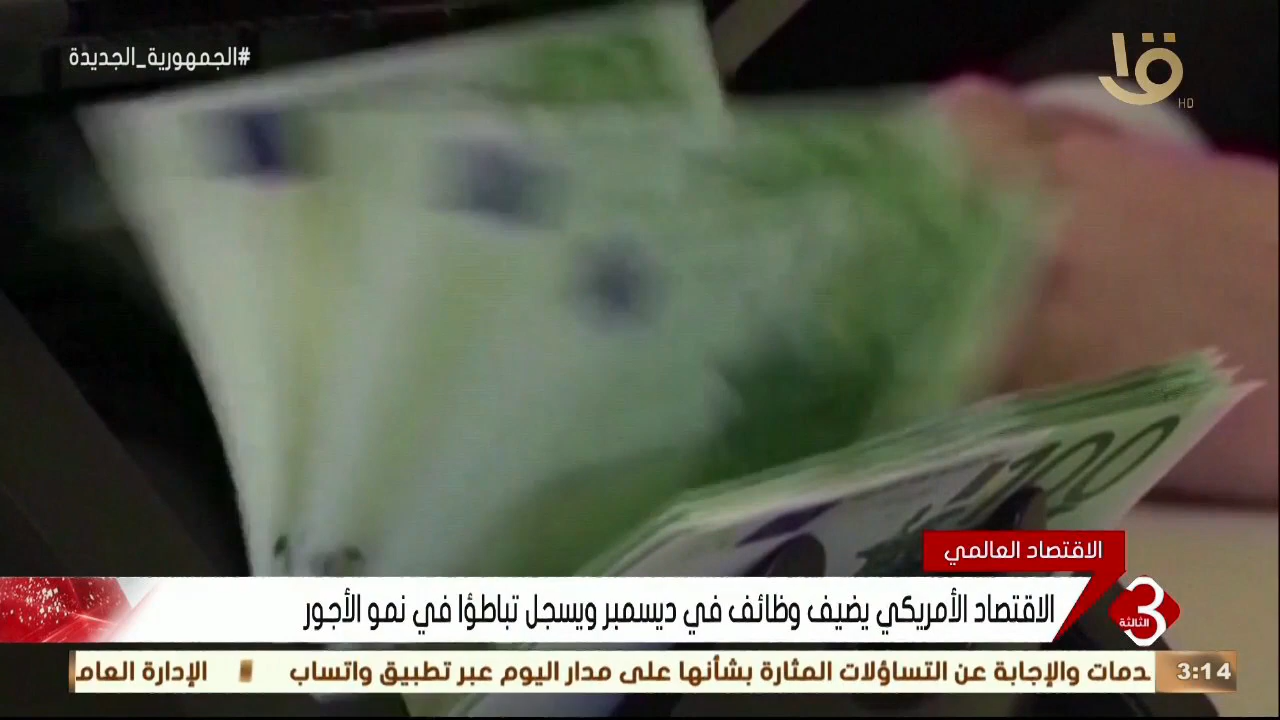 #الجمهورية_الجديدة
HD
100
الاقتصاد العالمي
الاقتصاد الأمريكي يضيف وظائف في ديسمبر ويسجل تباطؤا في نمو الأجور
3 الثالثة
دمات والإجابة عن التساؤلات المثارة بشأنها على مدار اليوم عبر تطبيق واتساب الإدارة العام
3:14